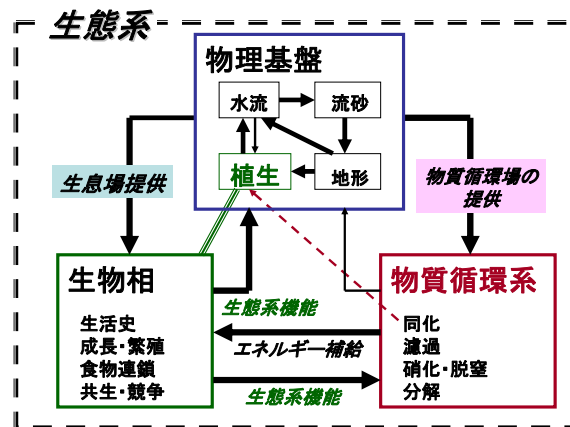 生態系
物理基盤
水流
流砂
植生
地形
生息場提供
物質循環場の
提供
生物相
生活史
成長・繁殖
食物連鎖
共生・競争
生態系機能
エネルギー補給
生態系機能
物質循環系
同化
濾過
硝化・脱窒
分解